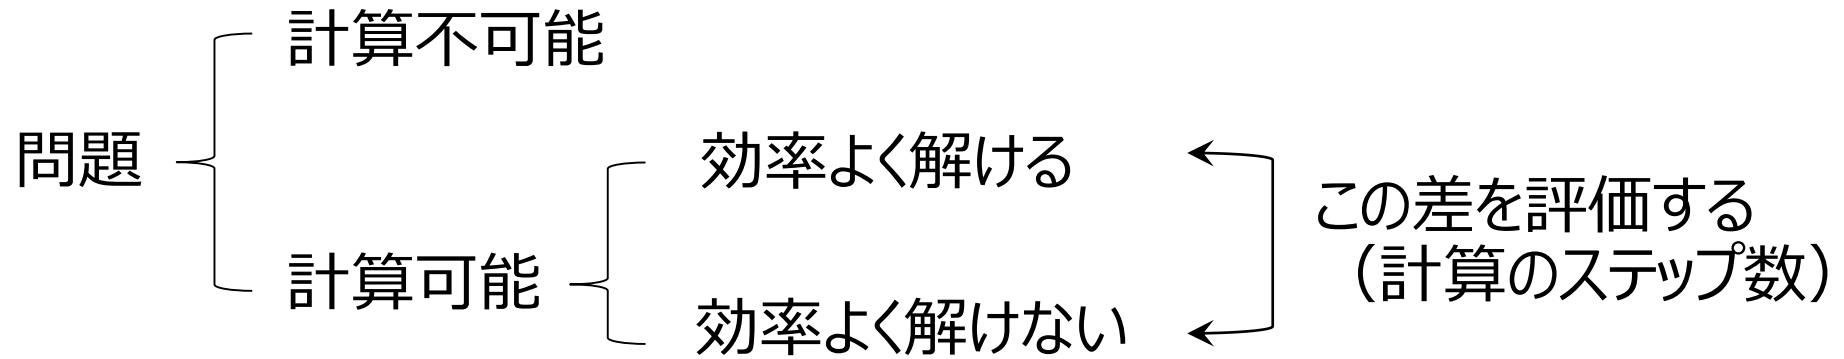 計算不可能
問題
計算可能
効率よく解ける
効率よく解けない
この差を評価する
（計算のステップ数）